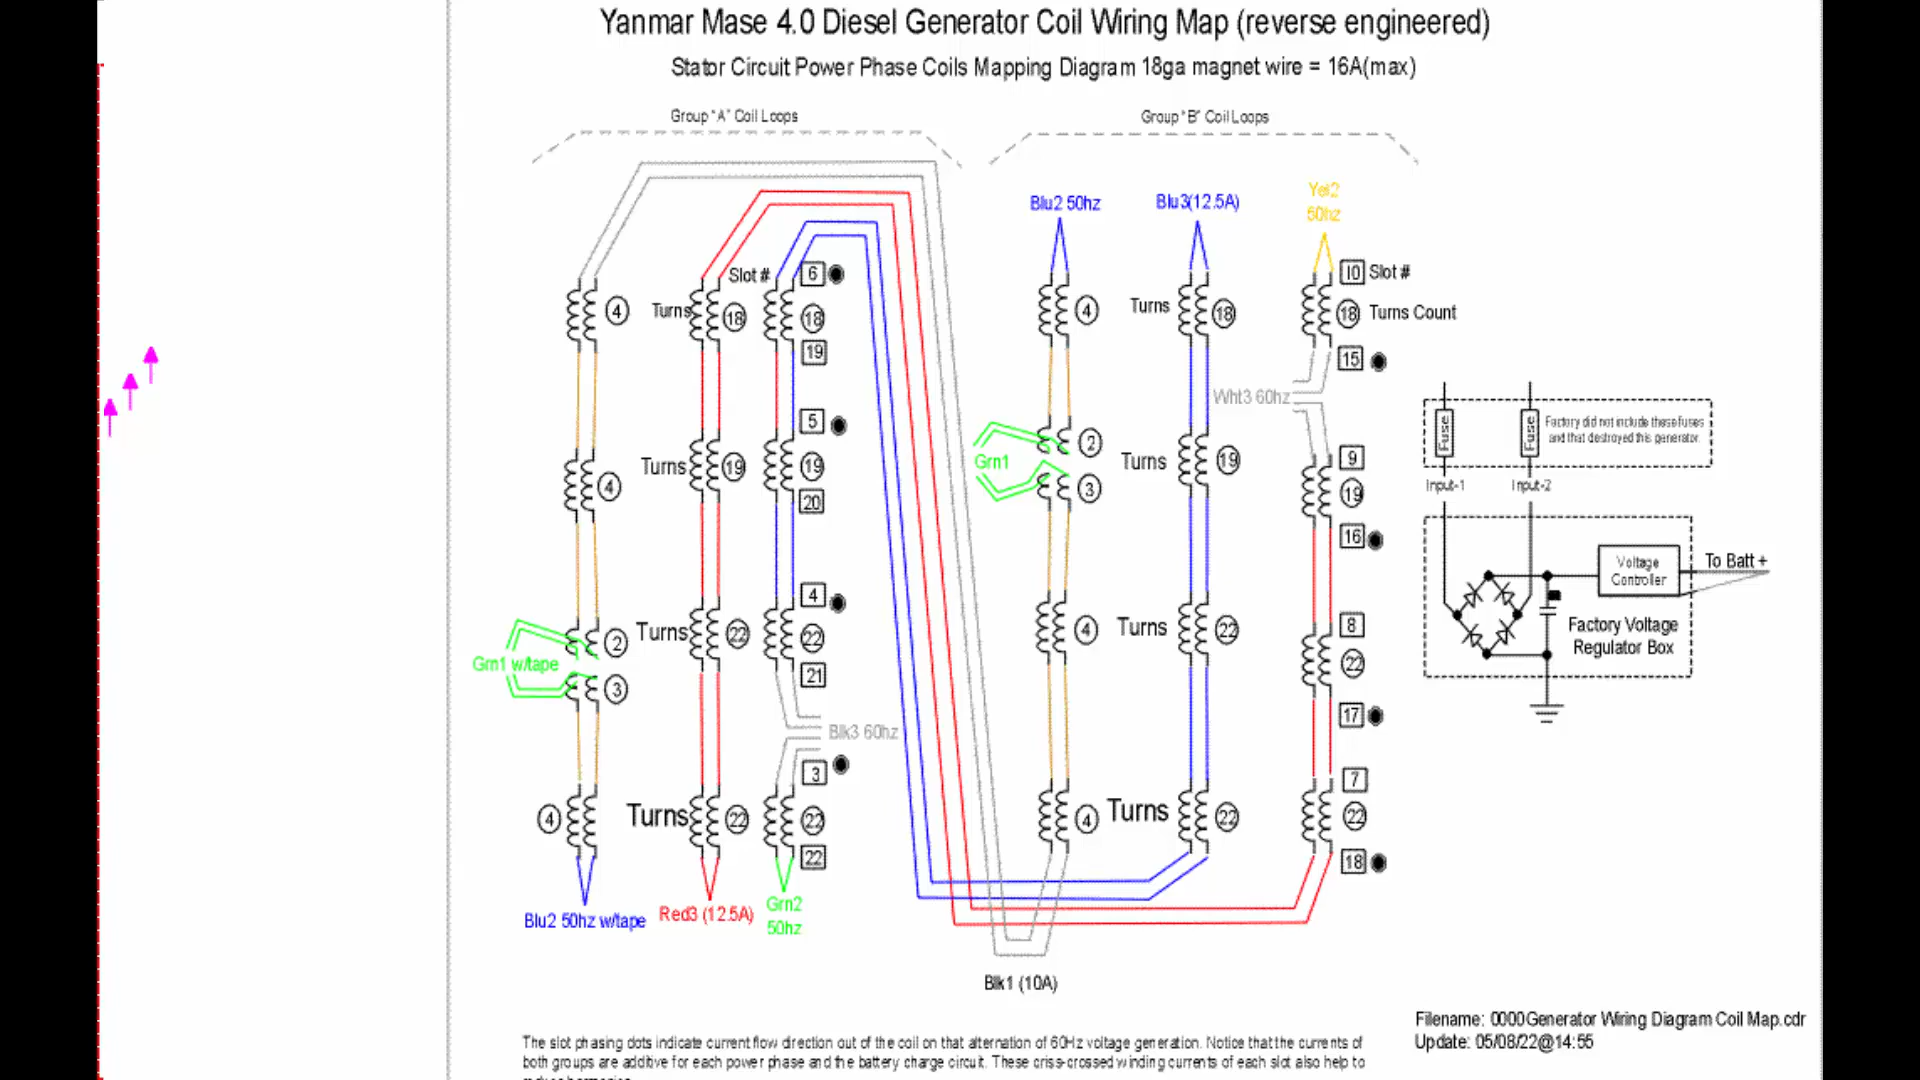 Yanmar Mase 4.0 Diesel Generator Coil Wiring Map (reverse engineered)
Stator Circuit Power Phase Coils Mapping Diagram 18ga magnet wire = 16A(max)
Group "A" Coil Loops
Group "B" Coil Loops
Blu2 50hz
Blu3(12.5A)
Yel2
50hz
Slot #
6
10
Slot #
4
Turns
18
18
4
Turns
18
18
Turns Count
19
15
Wht3 60hz
5
Grn1
2
9
4
Turns
19
19
3
Turns
19
19
20
16
Fuse
Fuse
Factory did not include these fuses
and that destroyed this generator.
Input-1
Input-2
Voltage
Controller
To Batt +
Factory Voltage
Regulator Box
4
8
Grn1 w/tape
2
3
Turns
22
22
4
Turns
22
22
21
17
Blk3 60hz
3
7
4
Turns
22
22
4
Turns
22
22
22
18
Blu2 50hz w/tape
Red3 (12.5A)
Grn2
50hz
Blk1 (10A)
Filename: 0000Generator Wiring Diagram Coil Map.cdr
Update: 05/08/22@14:55
The slot phasing dots indicate current flow direction out of the coil on that alternation of 60Hz voltage generation. Notice that the currents of
both groups are additive for each power phase and the battery charge circuit. These criss-crossed winding currents of each slot also help to